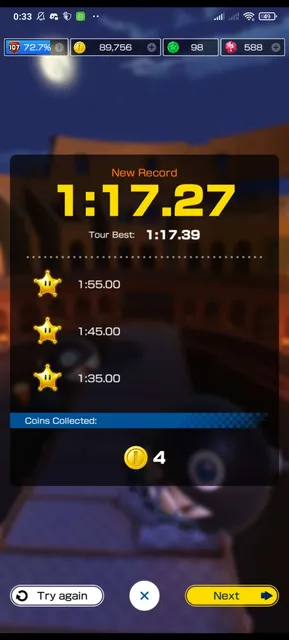 0:33
107 72.7%
89,756
98
588
New Record
1:17.27
Tour Best: 1:17.39
1:55.00
1:45.00
1:35.00
Coins Collected:
4
Try again
Next